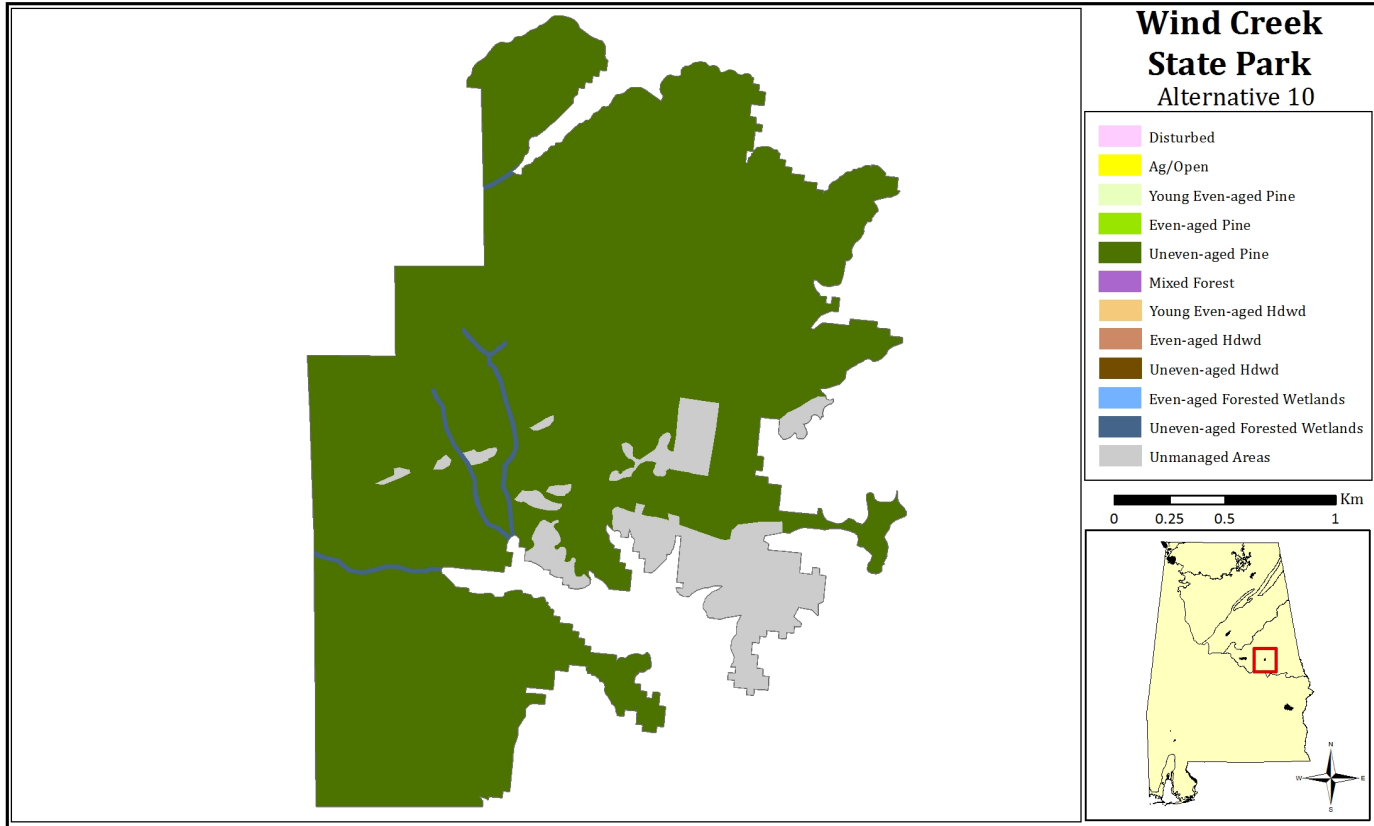 Wind Creek
State Park
Alternative 10
Disturbed
Ag/Open
Young Even-aged Pine
Even-aged Pine
Uneven-aged Pine
Mixed Forest
Young Even-aged Hdwd
Even-aged Hdwd
Uneven-aged Hdwd
Even-aged Forested Wetlands
Uneven-aged Forested Wetlands
Unmanaged Areas
Km
0 0.25 0.5 1
N
W E
S